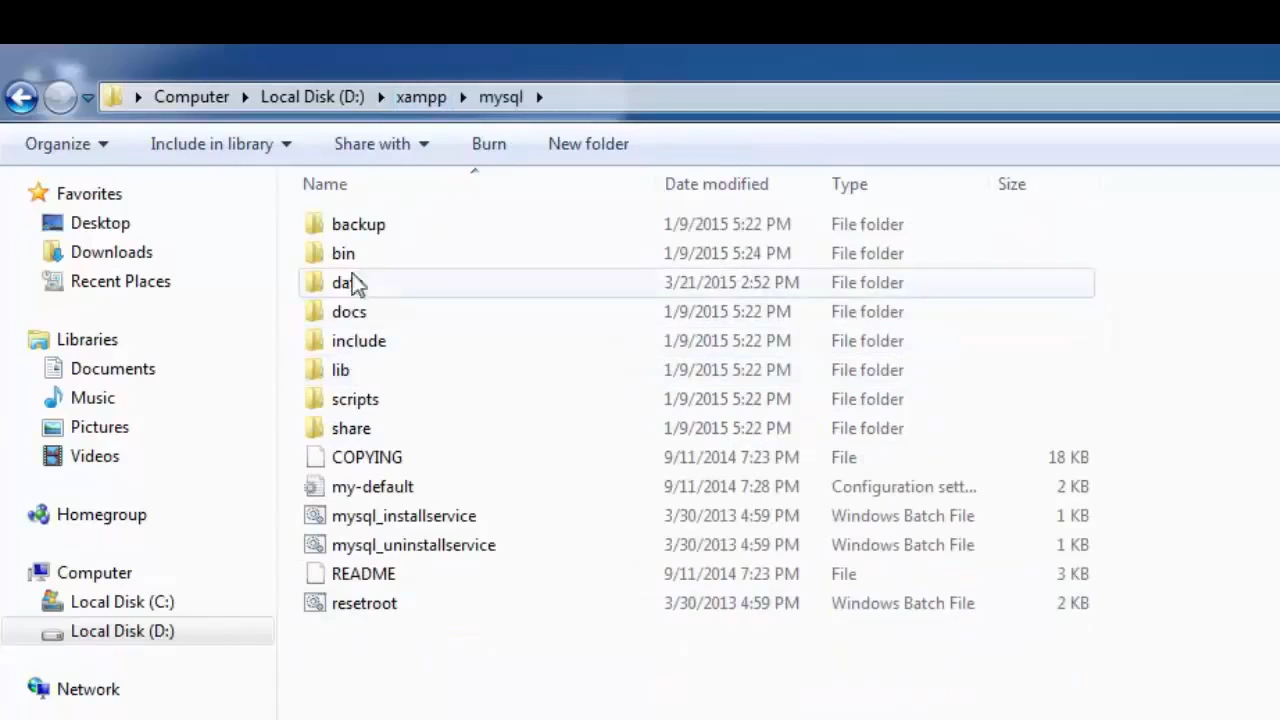 Computer Local Disk (D:) xampp mysql
Organize Include in library Share with Burn New folder
Name Date modified Type Size
Favorites
Desktop
Downloads
Recent Places
Libraries
Documents
Music
Pictures
Videos
Homegroup
Computer
Local Disk (C:)
Local Disk (D:)
Network
backup 1/9/2015 5:22 PM File folder
bin 1/9/2015 5:24 PM File folder
3/21/2015 2:52 PM File folder
docs 1/9/2015 5:22 PM File folder
include 1/9/2015 5:22 PM File folder
lib 1/9/2015 5:22 PM File folder
scripts 1/9/2015 5:22 PM File folder
share 1/9/2015 5:22 PM File folder
COPYING 9/11/2014 7:23 PM File 18 KB
my-default 9/11/2014 7:28 PM Configuration sett... 2 KB
mysql_installservice 3/30/2013 4:59 PM Windows Batch File 1 KB
mysql_uninstallservice 3/30/2013 4:59 PM Windows Batch File 1 KB
README 9/11/2014 7:23 PM File 3 KB
resetroot 3/30/2013 4:59 PM Windows Batch File 2 KB